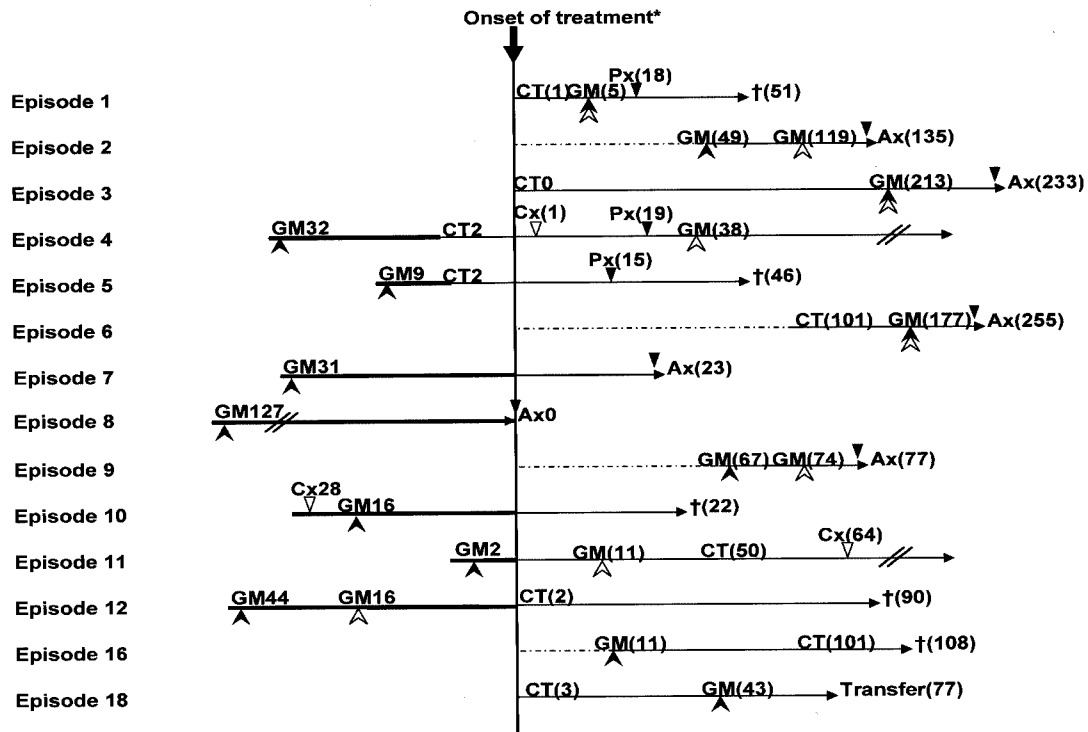 Onset of treatment*
Episode 1 CT(1) GM(5) Px(18) †(51)
Episode 2 GM(49) GM(119) Ax(135)
Episode 3 CT0 GM(213) Ax(233)
Episode 4 GM32 CT2 Cx(1) Px(19) GM(38)
Episode 5 GM9 CT2 Px(15) †(46)
Episode 6 CT(101) GM(177) Ax(255)
Episode 7 GM31 Ax(23)
Episode 8 GM127 Ax0
Episode 9 GM(67) GM(74) Ax(77)
Episode 10 Cx28 GM16 †(22)
Episode 11 GM2 GM(11) CT(50) Cx(64)
Episode 12 GM44 GM16 CT(2) †(90)
Episode 16 GM(11) CT(101) †(108)
Episode 18 CT(3) GM(43) Transfer(77)